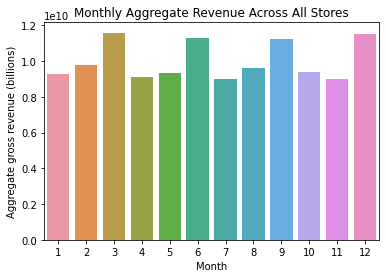 Monthly Aggregate Revenue Across All Stores
1e10
Aggregate gross revenue (billions)
1.2
1.0
0.8
0.6
0.4
0.2
0.0
1 2 3 4 5 6 7 8 9 10 11 12
Month